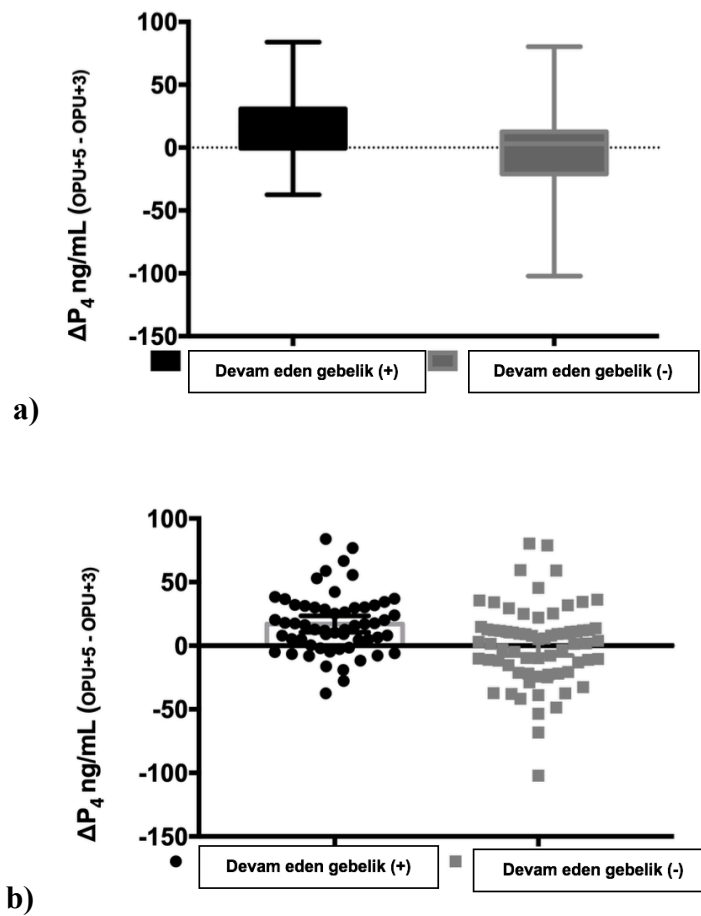 100
50
0
-50
-100
-150
ΔP₄ ng/mL (OPU+5 - OPU+3)
Devam eden gebelik (+)
Devam eden gebelik (-)
a)
100
50
0
-50
-100
-150
ΔP₄ ng/mL (OPU+5 - OPU+3)
Devam eden gebelik (+)
Devam eden gebelik (-)
b)